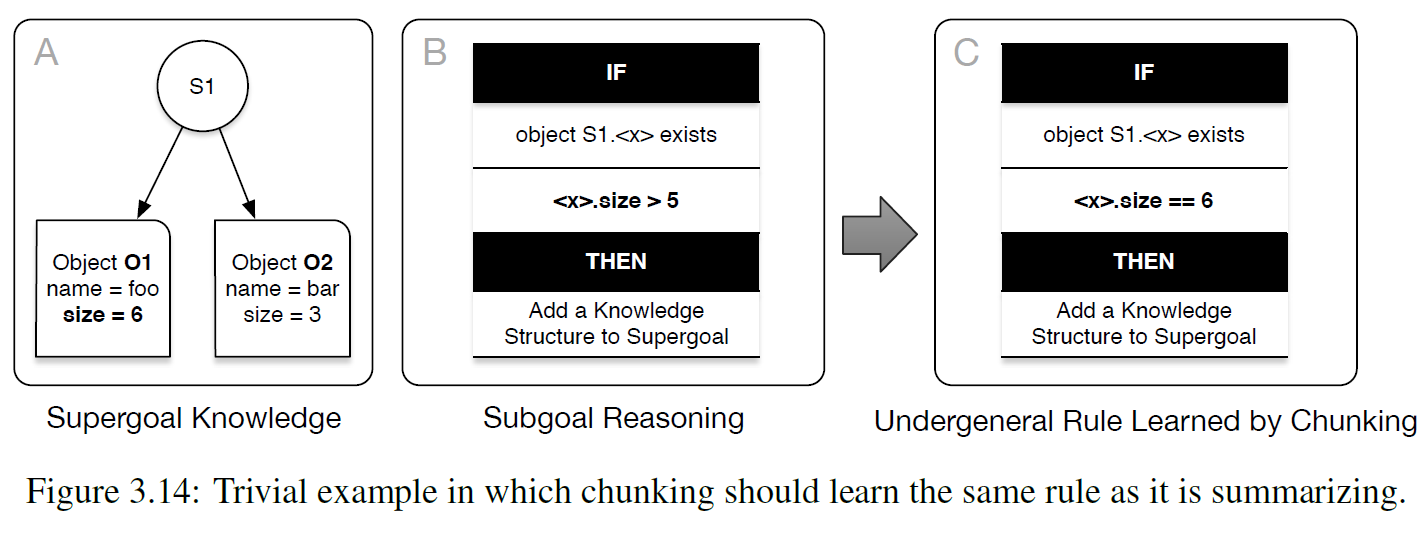 A
S1
Object O1
name = foo
size = 6
Object O2
name = bar
size = 3
Supergoal Knowledge
B
IF
object S1.<x> exists
<x>.size > 5
THEN
Add a Knowledge
Structure to Supergoal
Subgoal Reasoning
C
IF
object S1.<x> exists
<x>.size == 6
THEN
Add a Knowledge
Structure to Supergoal
Undergeneral Rule Learned by Chunking
Figure 3.14: Trivial example in which chunking should learn the same rule as it is summarizing.